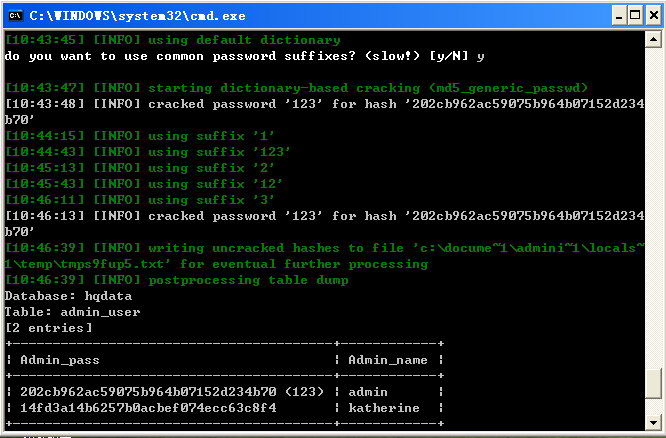 C:\WINDOWS\system32\cmd.exe
[10:43:45] [INFO] using default dictionary
do you want to use common password suffixes? (slow!) [y/N] y
[10:43:47] [INFO] starting dictionary-based cracking (md5_generic_passwd)
[10:43:48] [INFO] cracked password '123' for hash '202cb962ac59075b964b07152d234
b70'
[10:44:15] [INFO] using suffix '1'
[10:44:43] [INFO] using suffix '123'
[10:45:13] [INFO] using suffix '2'
[10:45:43] [INFO] using suffix '12'
[10:46:11] [INFO] using suffix '3'
[10:46:13] [INFO] cracked password '123' for hash '202cb962ac59075b964b07152d234
b70'
[10:46:39] [INFO] writing uncracked hashes to file 'c:\docume~1\admini~1\locals~
1\temp\tmps9fup5.txt' for eventual further processing
[10:46:39] [INFO] postprocessing table dump
Database: hqdata
Table: admin_user
[2 entries]
+----------------------------------------+------------+
| Admin_pass | Admin_name |
+----------------------------------------+------------+
| 202cb962ac59075b964b07152d234b70 (123) | admin |
| 14fd3a14b6257b0acbef074ecc63c8f4 | katherine |
+----------------------------------------+------------+